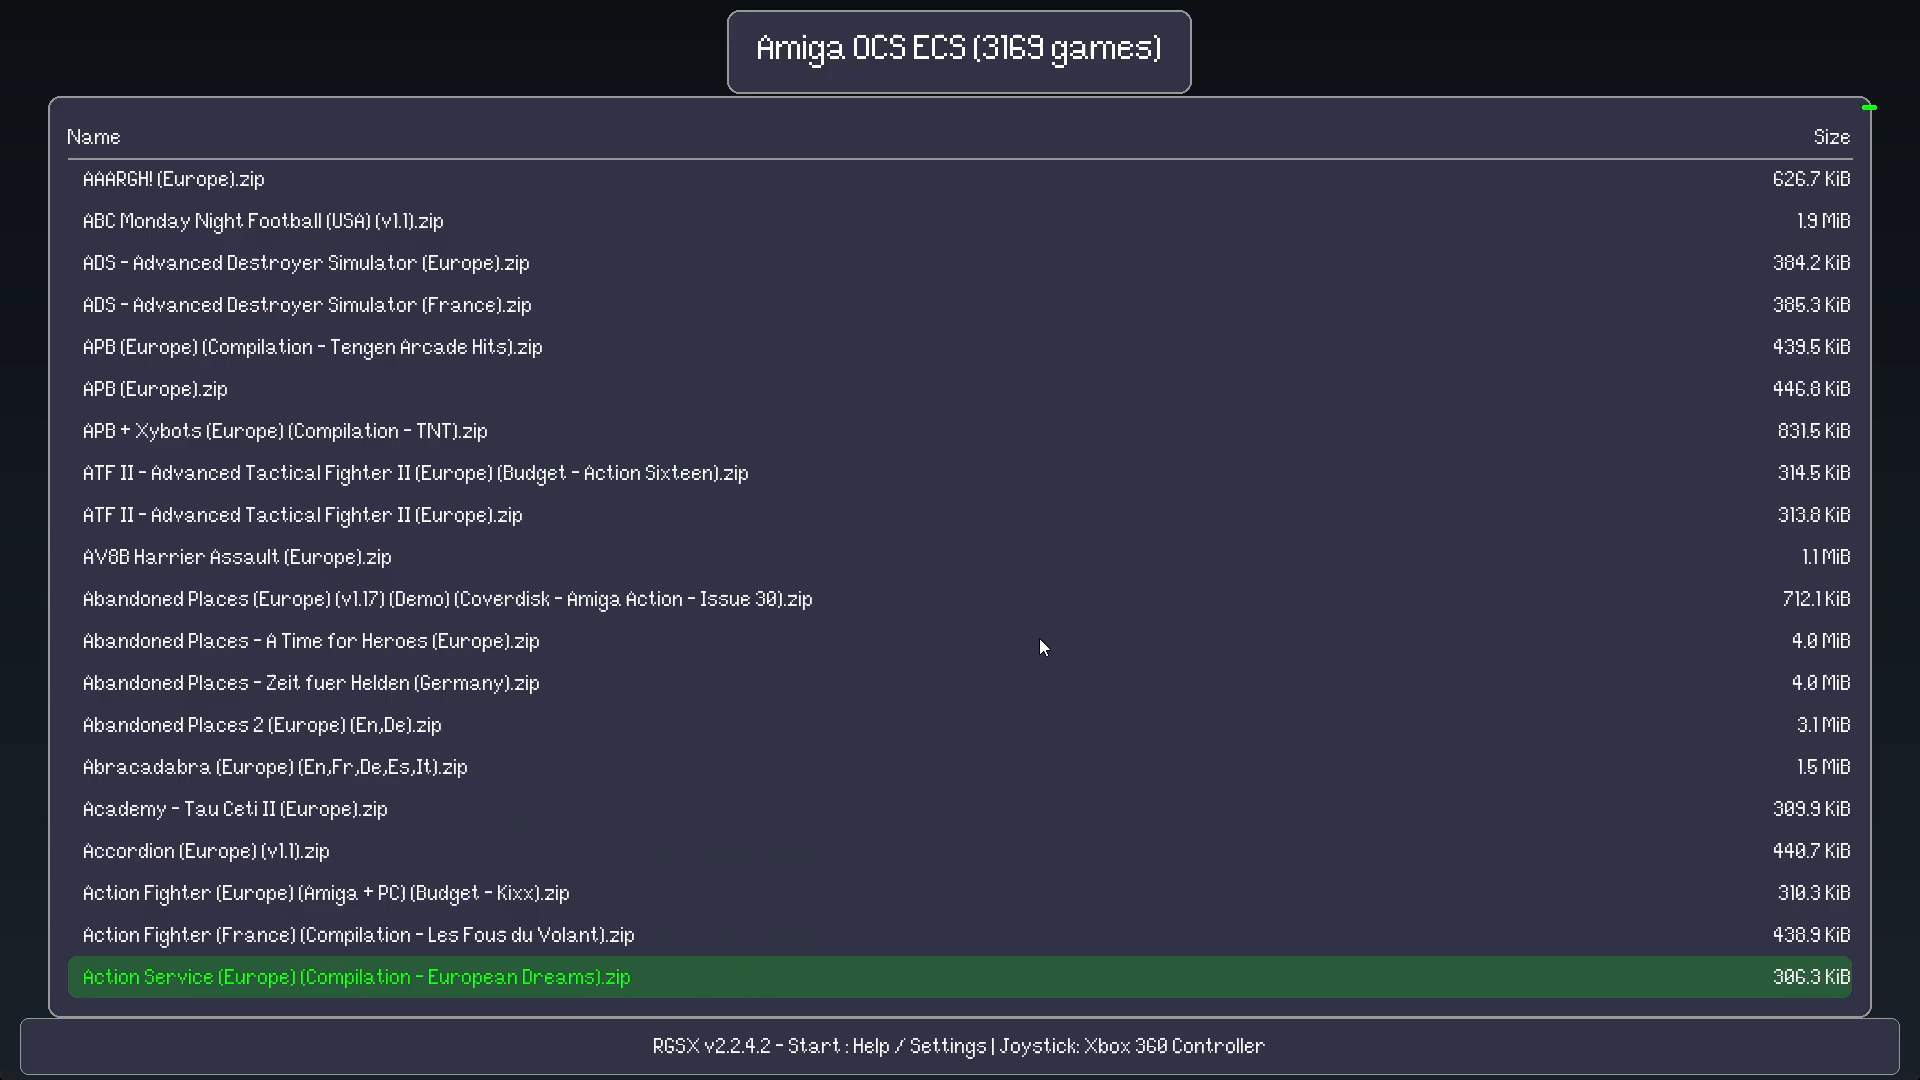 Amiga OCS ECS (3169 games)
Name Size
AAARGH! (Europe).zip 626.7 KiB
ABC Monday Night Football (USA) (v1.1).zip 1.9 MiB
ADS - Advanced Destroyer Simulator (Europe).zip 384.2 KiB
ADS - Advanced Destroyer Simulator (France).zip 385.3 KiB
APB (Europe) (Compilation - Tengen Arcade Hits).zip 439.5 KiB
APB (Europe).zip 446.8 KiB
APB + Xybots (Europe) (Compilation - TNT).zip 831.5 KiB
ATF II - Advanced Tactical Fighter II (Europe) (Budget - Action Sixteen).zip 314.5 KiB
ATF II - Advanced Tactical Fighter II (Europe).zip 313.8 KiB
AV8B Harrier Assault (Europe).zip 1.1 MiB
Abandoned Places (Europe) (v1.17) (Demo) (Coverdisk - Amiga Action - Issue 30).zip 712.1 KiB
Abandoned Places - A Time for Heroes (Europe).zip 4.0 MiB
Abandoned Places - Zeit fuer Helden (Germany).zip 4.0 MiB
Abandoned Places 2 (Europe) (En,De).zip 3.1 MiB
Abracadabra (Europe) (En,Fr,De,Es,It).zip 1.5 MiB
Academy - Tau Ceti II (Europe).zip 309.9 KiB
Accordion (Europe) (v1.1).zip 440.7 KiB
Action Fighter (Europe) (Amiga + PC) (Budget - Kixx).zip 310.3 KiB
Action Fighter (France) (Compilation - Les Fous du Volant).zip 438.9 KiB
Action Service (Europe) (Compilation - European Dreams).zip 306.3 KiB
RGSX v2.2.4.2 - Start : Help / Settings | Joystick: Xbox 360 Controller